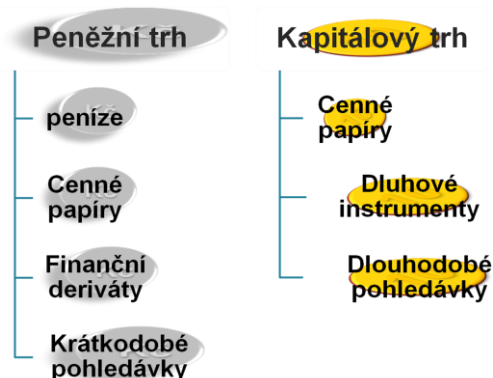 Peněžní trh
peníze
Cenné
papíry
Finanční
deriváty
Krátkodobé
pohledávky
Kapitálový trh
Cenné
papíry
Dluhové
instrumenty
Dlouhodobé
pohledávky